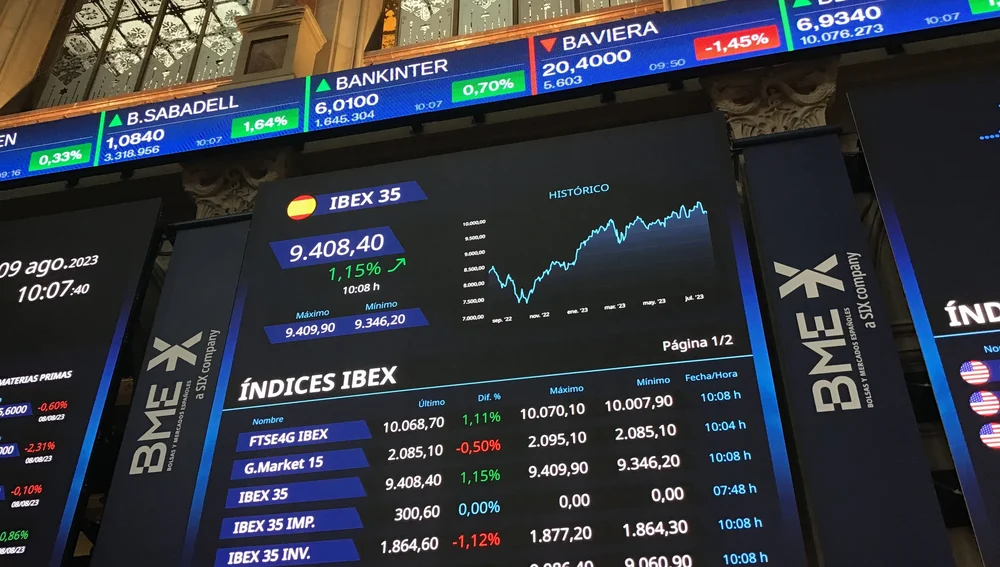 EN
0,33%
09:16
B.SABADELL
1,0840
1,64%
3.318.956
10:07
BANKINTER
6,0100
0,70%
1.645.304
10:07
BAVIERA
20,4000
-1,45%
5.603
09:50
6,9340
10.076.273
10:07
09 ago.2023
10:07:40
MATERIAS PRIMAS
5,6000 -0,60%
08/08/23
-2,31%
08/08/23
-0,10%
08/08/23
0,86%
08/08/23
BME X
BOLSAS Y MERCADOS ESPAÑOLES
a SIX company
IBEX 35
9.408,40
1,15%
10:08 h
Máximo Mínimo
9.409,90 9.346,20
HISTÓRICO
10.000,00
9.500,00
9.000,00
8.500,00
8.000,00
7.500,00
7.000,00
sep. '22 nov. '22 ene. '23 mar. '23 may. '23 jul. '23
Página 1/2
ÍNDICES IBEX
Nombre Último Dif. % Máximo Mínimo Fecha/Hora
FTSE4G IBEX 10.068,70 1,11% 10.070,10 10.007,90 10:08 h
G.Market 15 2.085,10 -0,50% 2.095,10 2.085,10 10:04 h
IBEX 35 9.408,40 1,15% 9.409,90 9.346,20 10:08 h
IBEX 35 IMP. 300,60 0,00% 0,00 0,00 07:48 h
IBEX 35 INV. 1.864,60 -1,12% 1.877,20 1.864,30 10:08 h
9.060,90 10:08 h
BME X
BOLSAS Y MERCADOS ESPAÑOLES
a SIX company
ÍND
No